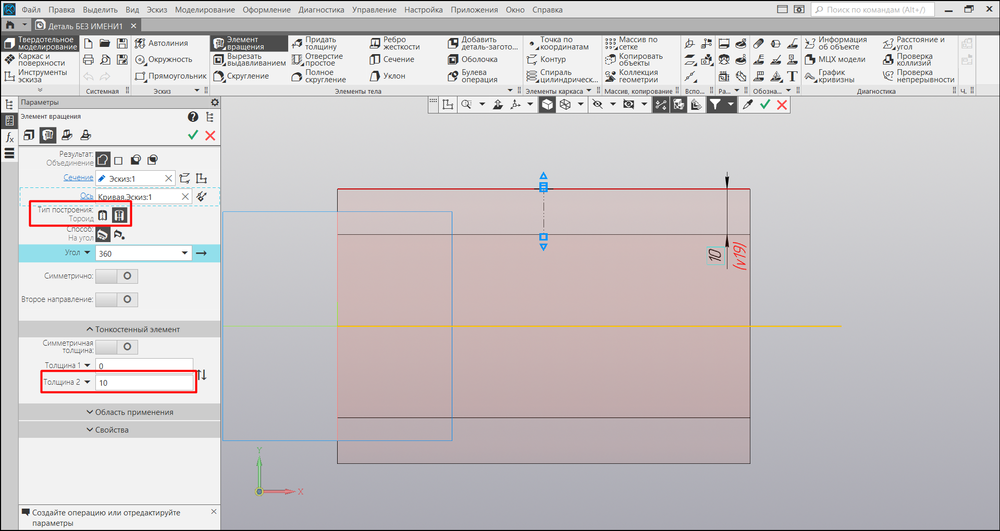 Файл Правка Выделить Вид Эскиз Моделирование Оформление Диагностика Управление Настройка Приложения Окно Справка
Поиск по командам (Alt+/)
Деталь БЕЗ ИМЕНИ1
Твердотельное моделирование
Каркас и поверхности
Инструменты эскиза
Системная
Автолиния
Окружность
Прямоугольник
Эскиз
Элемент вращения
Вырезать выдавливанием
Скругление
Придать толщину
Отверстие простое
Полное скругление
Ребро жесткости
Сечение
Уклон
Добавить деталь-загото...
Оболочка
Булева операция
Элементы тела
Точка по координатам
Контур
Спираль цилиндрическ...
Элементы каркаса
Массив по сетке
Копировать объекты
Коллекция геометрии
Массив, копирование
Вспо...
Ра...
Обозна...
Информация об объекте
МЦХ модели
График кривизны
Расстояние и угол
Проверка коллизий
Проверка непрерывности
Диагностика
Ч.
Параметры
Элемент вращения
Результат:
Объединение
Сечение
Эскиз:1
Ось
Кривая.Эскиз:1
Тип построения:
Тороид
Способ:
На угол
Угол
360
Симметрично:
Второе направление:
Тонкостенный элемент
Симметричная
толщина:
Толщина 1
0
Толщина 2
10
Область применения
Свойства
Создайте операцию или отредактируйте
параметры
10
(v19)
Y
X